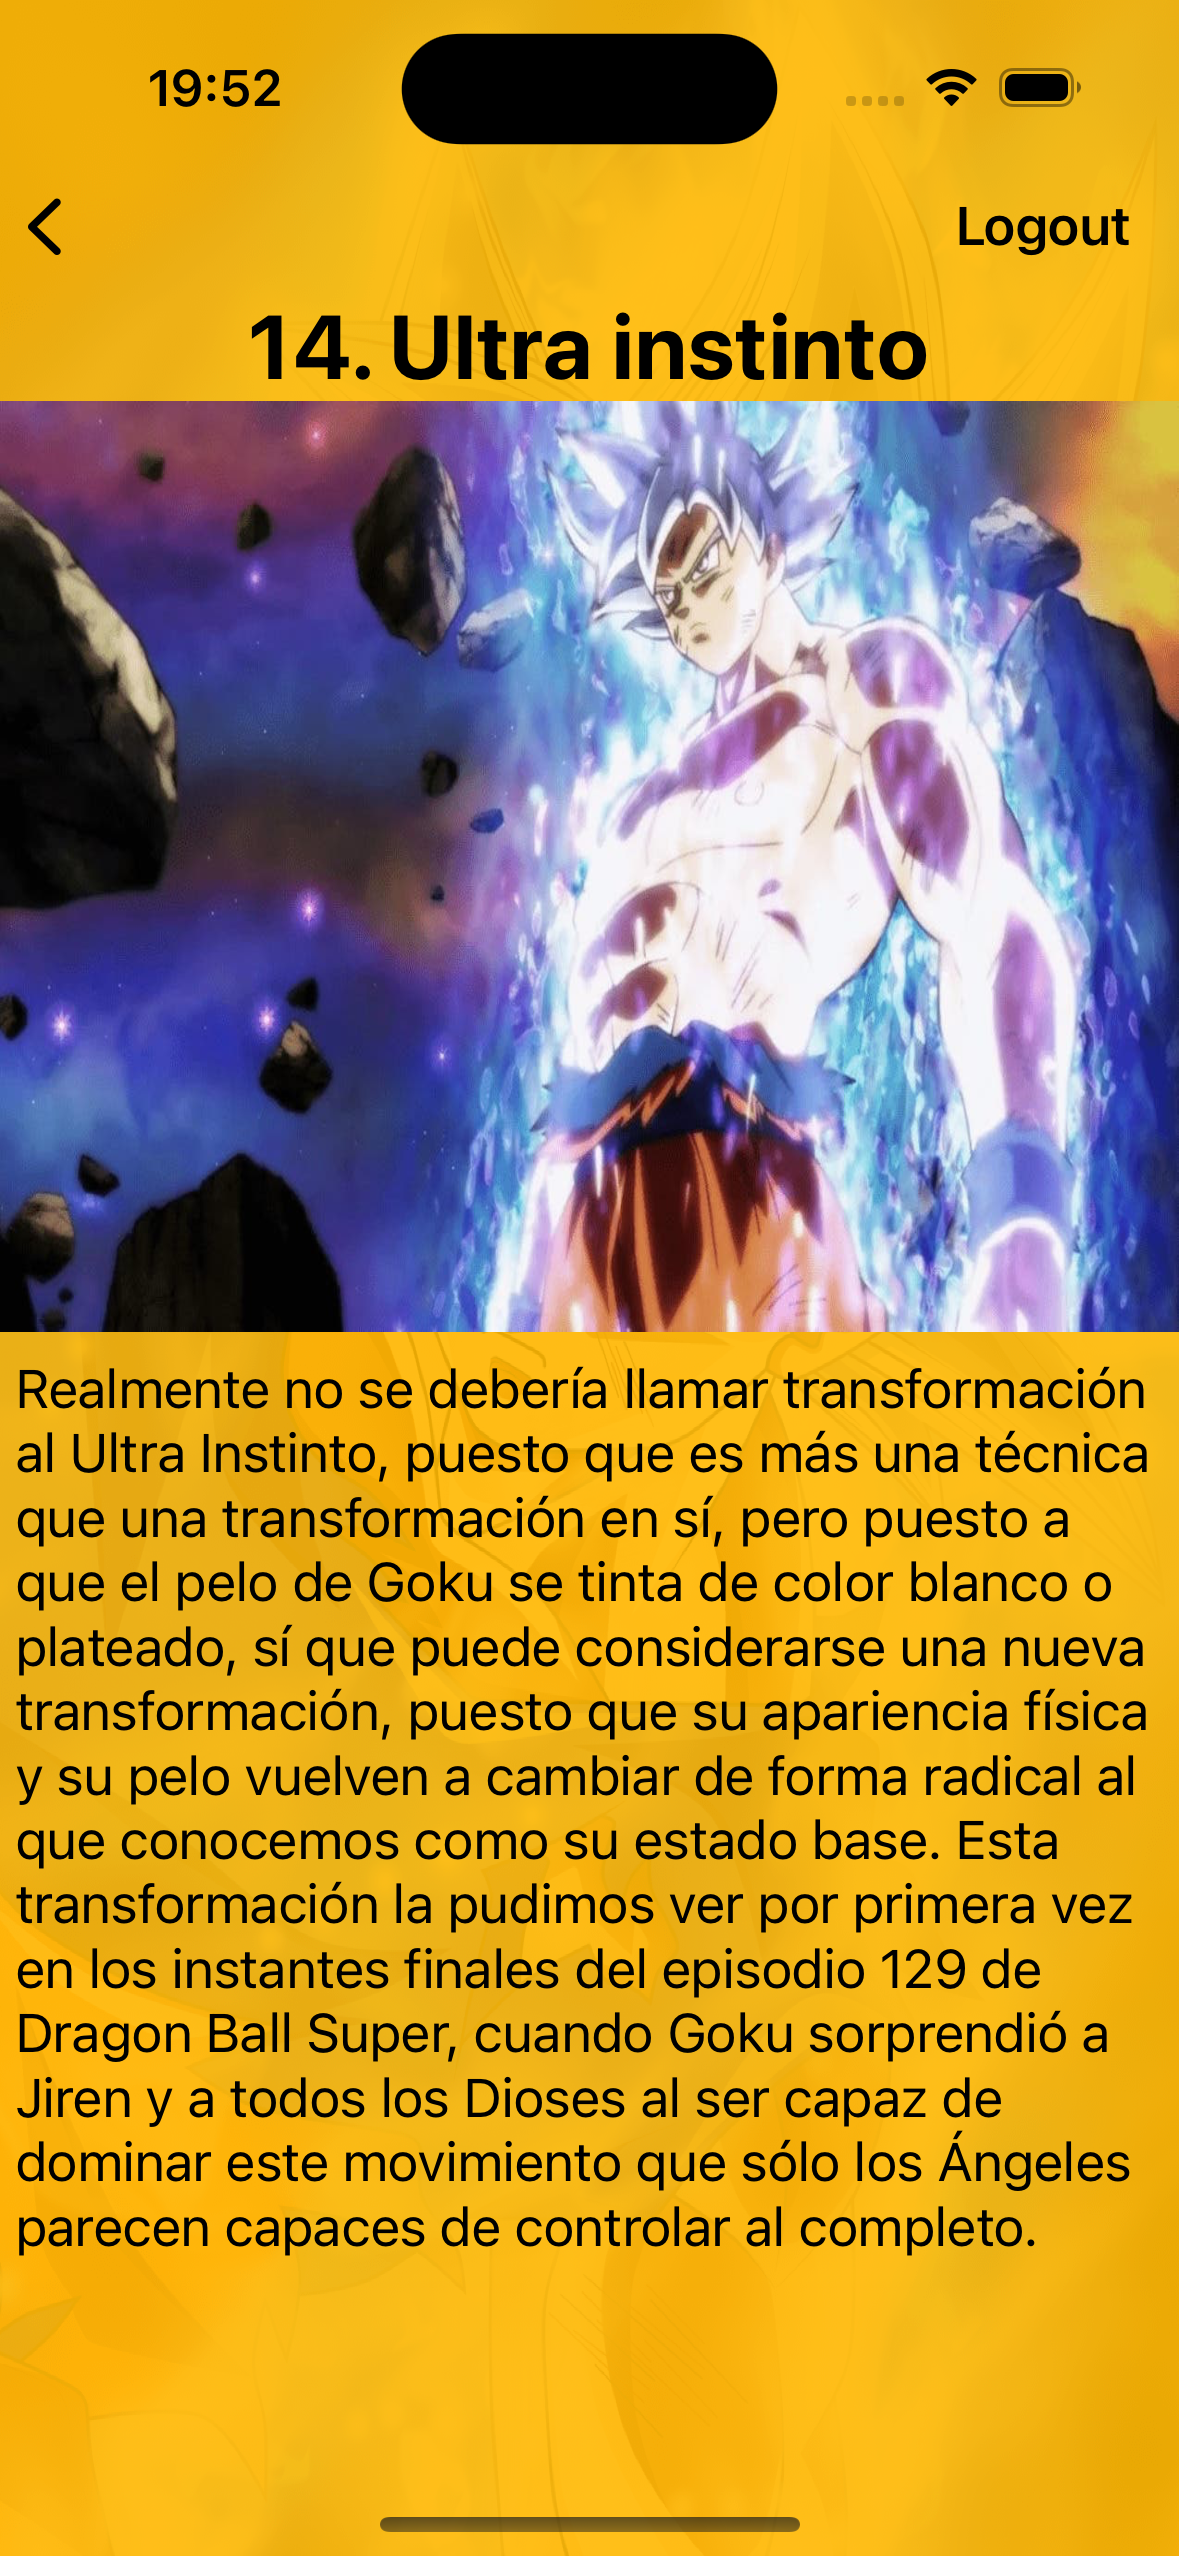 19:52
Logout
14. Ultra instinto
Realmente no se debería llamar transformación
al Ultra Instinto, puesto que es más una técnica
que una transformación en sí, pero puesto a
que el pelo de Goku se tinta de color blanco o
plateado, sí que puede considerarse una nueva
transformación, puesto que su apariencia física
y su pelo vuelven a cambiar de forma radical al
que conocemos como su estado base. Esta
transformación la pudimos ver por primera vez
en los instantes finales del episodio 129 de
Dragon Ball Super, cuando Goku sorprendió a
Jiren y a todos los Dioses al ser capaz de
dominar este movimiento que sólo los Ángeles
parecen capaces de controlar al completo.